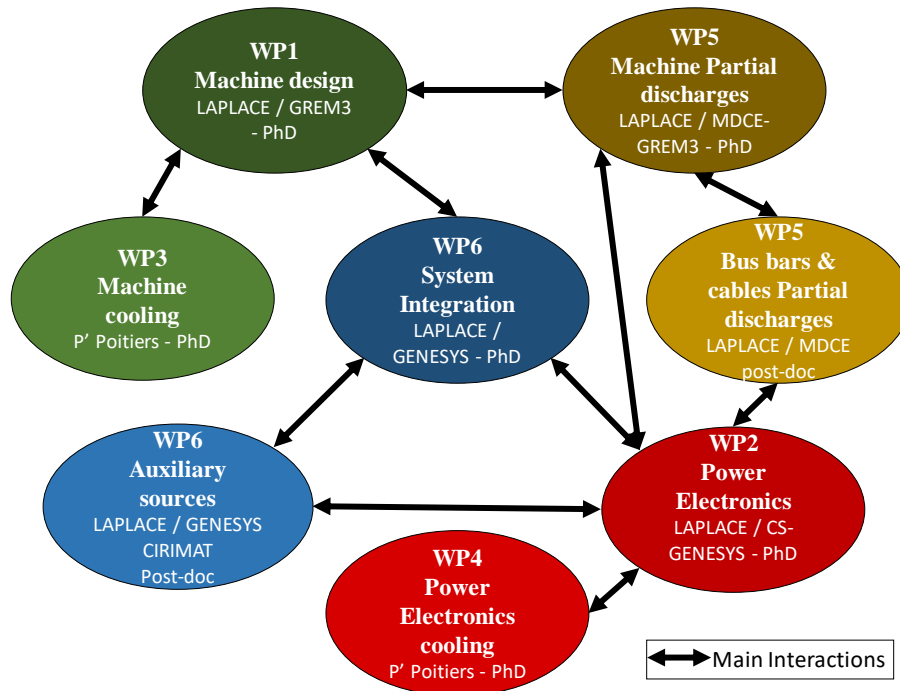 WP1
Machine design
LAPLACE / GREM3
- PhD
WP5
Machine Partial
discharges
LAPLACE / MDCE-
GREM3 - PhD
WP3
Machine
cooling
P' Poitiers - PhD
WP6
System
Integration
LAPLACE /
GENESYS - PhD
WP5
Bus bars &
cables Partial
discharges
LAPLACE / MDCE
post-doc
WP6
Auxiliary
sources
LAPLACE / GENESYS
CIRIMAT
Post-doc
WP2
Power
Electronics
LAPLACE / CS-
GENESYS - PhD
WP4
Power
Electronics
cooling
P' Poitiers - PhD
Main Interactions